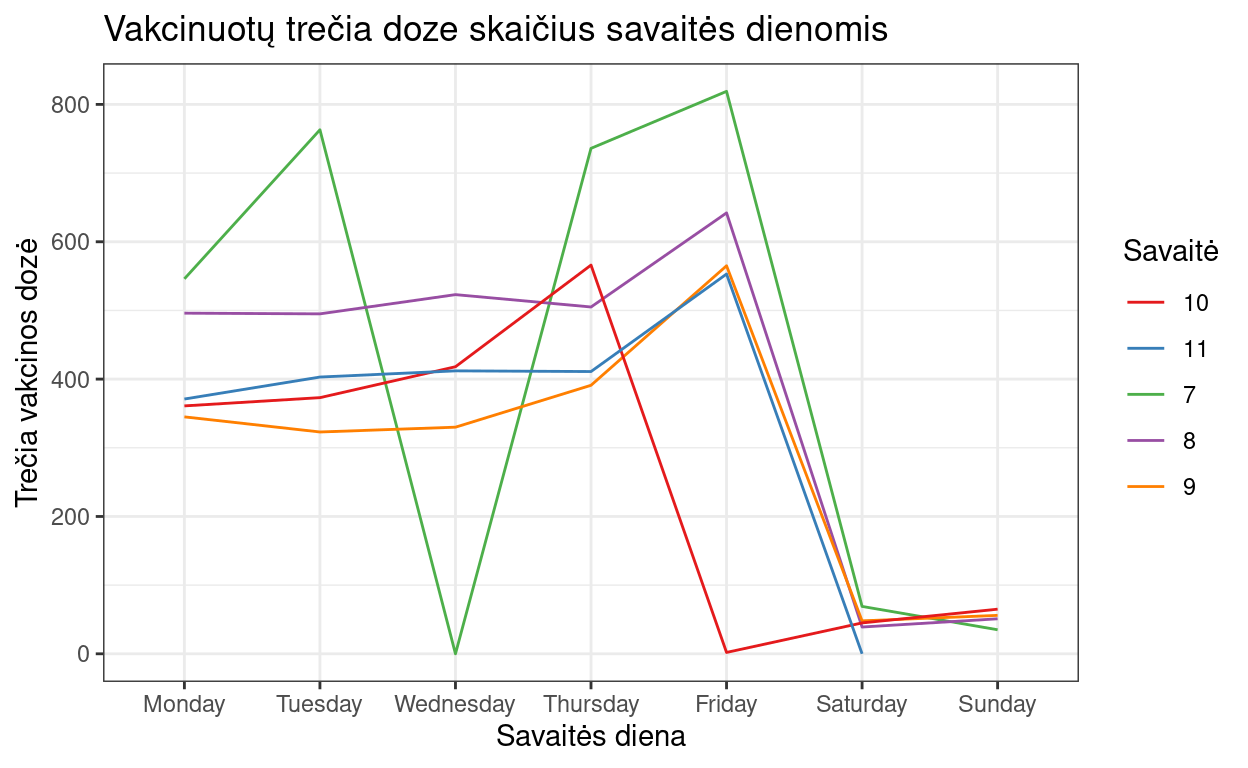 Vakcinuotų trečia doze skaičius savaitės dienomis
Trečia vakcinos dozė
800
600
400
200
0
Monday Tuesday Wednesday Thursday Friday Saturday Sunday
Savaitės diena
Savaitė
10
11
7
8
9